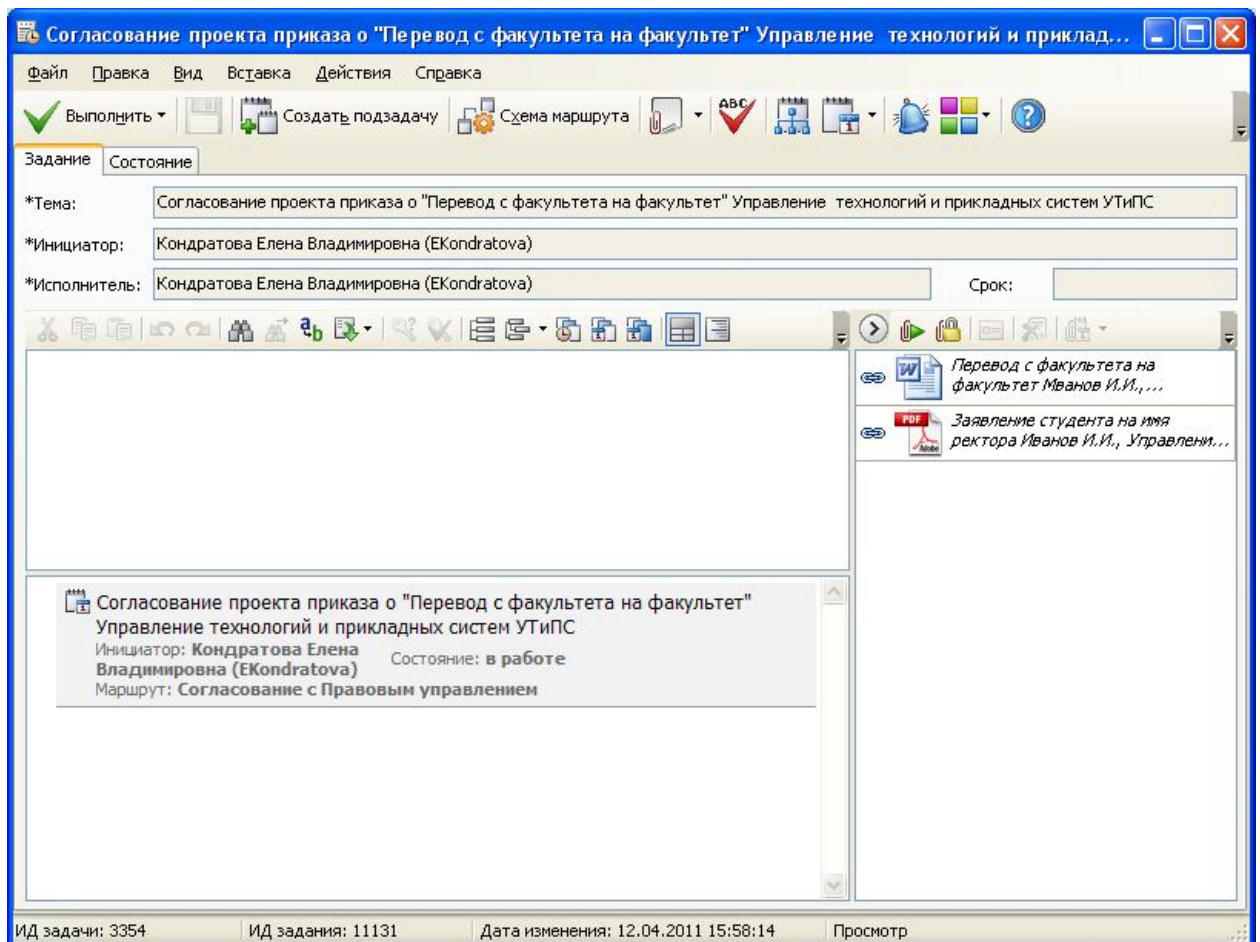 Согласование проекта приказа о "Перевод с факультета на факультет" Управление технологий и приклад...
Файл Правка Вид Вставка Действия Справка
Выполнить Создать подзадачу Схема маршрута ABC
Задание Состояние
*Тема: Согласование проекта приказа о "Перевод с факультета на факультет" Управление технологий и прикладных систем УТиПС
*Инициатор: Кондратова Елена Владимировна (EKondratova)
*Исполнитель: Кондратова Елена Владимировна (EKondratova) Срок:
Перевод с факультета на
факультет Мванов И.И.,...
PDF Заявление студента на имя
ректора Иванов И.И., Управлени...
Adobe
Согласование проекта приказа о "Перевод с факультета на факультет"
Управление технологий и прикладных систем УТиПС
Инициатор: Кондратова Елена
Владимировна (EKondratova) Состояние: в работе
Маршрут: Согласование с Правовым управлением
ИД задачи: 3354 ИД задания: 11131 Дата изменения: 12.04.2011 15:58:14 Просмотр